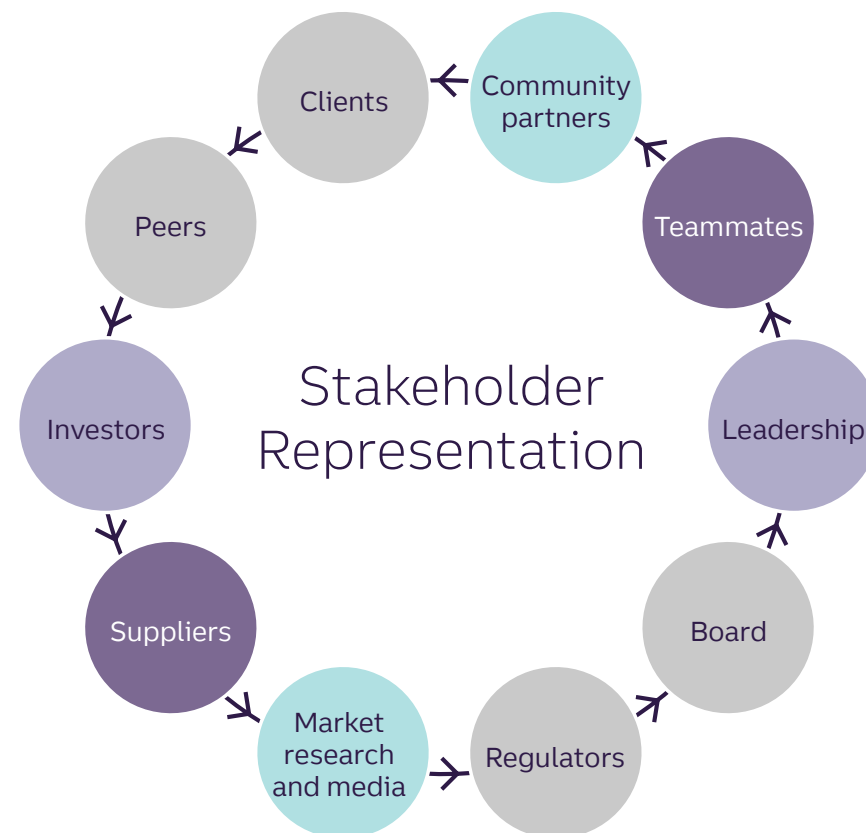 Community
partners
Clients
Peers
Teammates
Stakeholder
Representation
Investors
Leadership
Suppliers
Board
Market
research
and media
Regulators